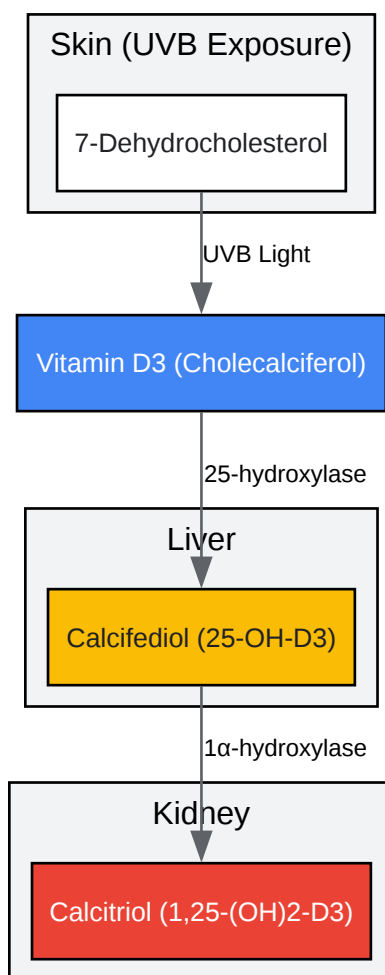 Skin (UVB Exposure)
7-Dehydrocholesterol
UVB Light
Vitamin D3 (Cholecalciferol)
25-hydroxylase
Liver
Calcifediol (25-OH-D3)
1α-hydroxylase
Kidney
Calcitriol (1,25-(OH)2-D3)